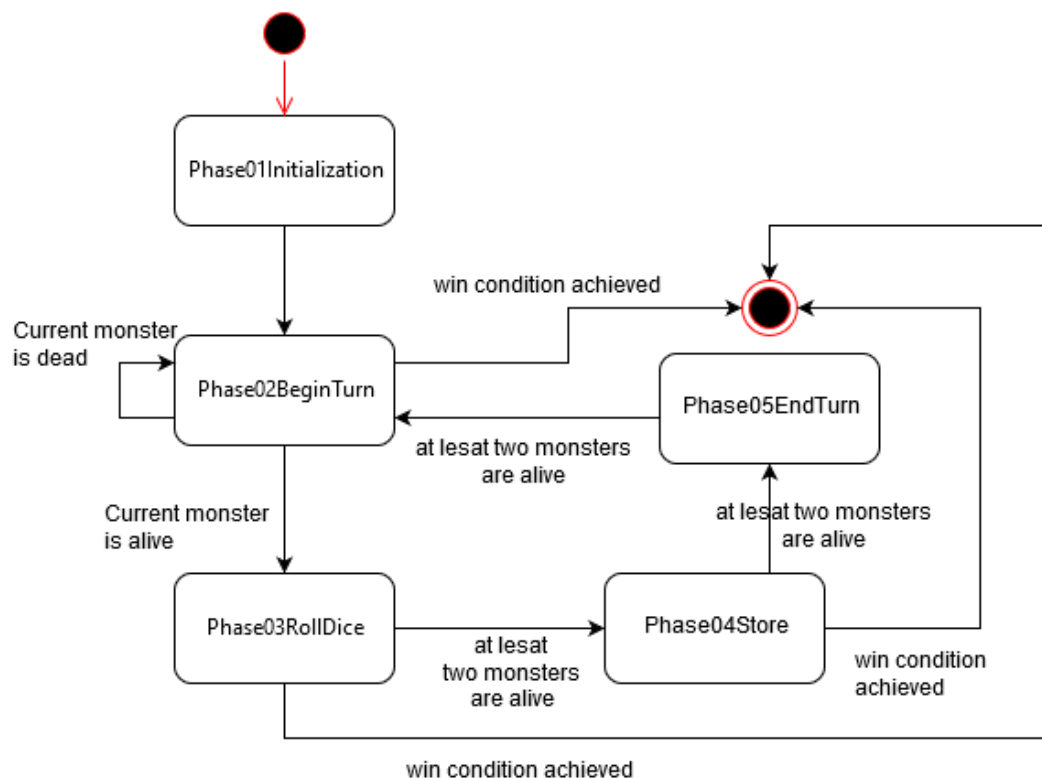 Phase01Initialization
win condition achieved
Current monster
is dead
Phase02BeginTurn
Phase05EndTurn
at lesat two monsters
are alive
Current monster
is alive
at lesat two monsters
are alive
Phase03RollDice
Phase04Store
at lesat
two monsters
are alive
win condition
achieved
win condition achieved